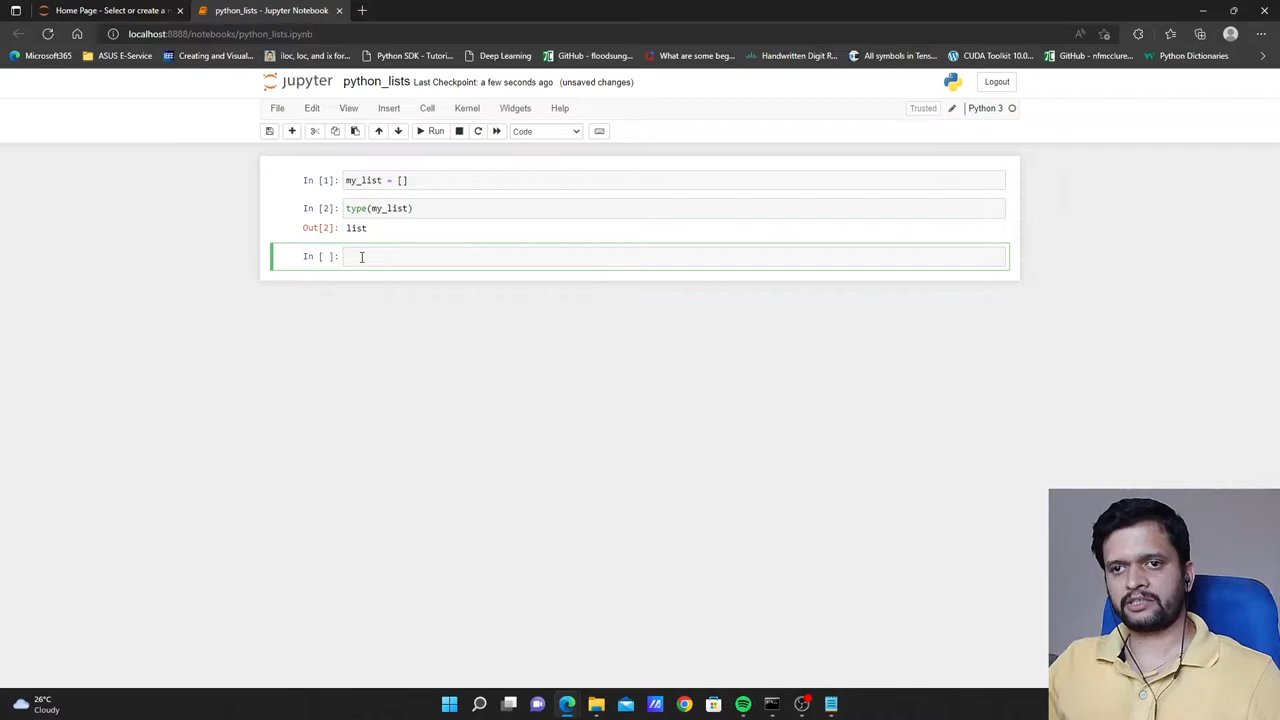 Home Page - Select or create a n
python_lists - Jupyter Notebook
localhost:8888/notebooks/python_lists.ipynb
Microsoft365
ASUS E-Service
Creating and Visual...
iloc, loc, and ix for...
Python SDK - Tutori...
Deep Learning
GitHub - floodsung...
What are some beg...
Handwritten Digit R...
All symbols in Tens...
CUDA Toolkit 10.0...
GitHub - nfmcclure...
Python Dictionaries
jupyter python_lists Last Checkpoint: a few seconds ago (unsaved changes)
Logout
File Edit View Insert Cell Kernel Widgets Help
Trusted
Python 3
Run
Code
In [1]: my_list = []
In [2]: type(my_list)
Out[2]: list
In [ ]:
26°C
Cloudy